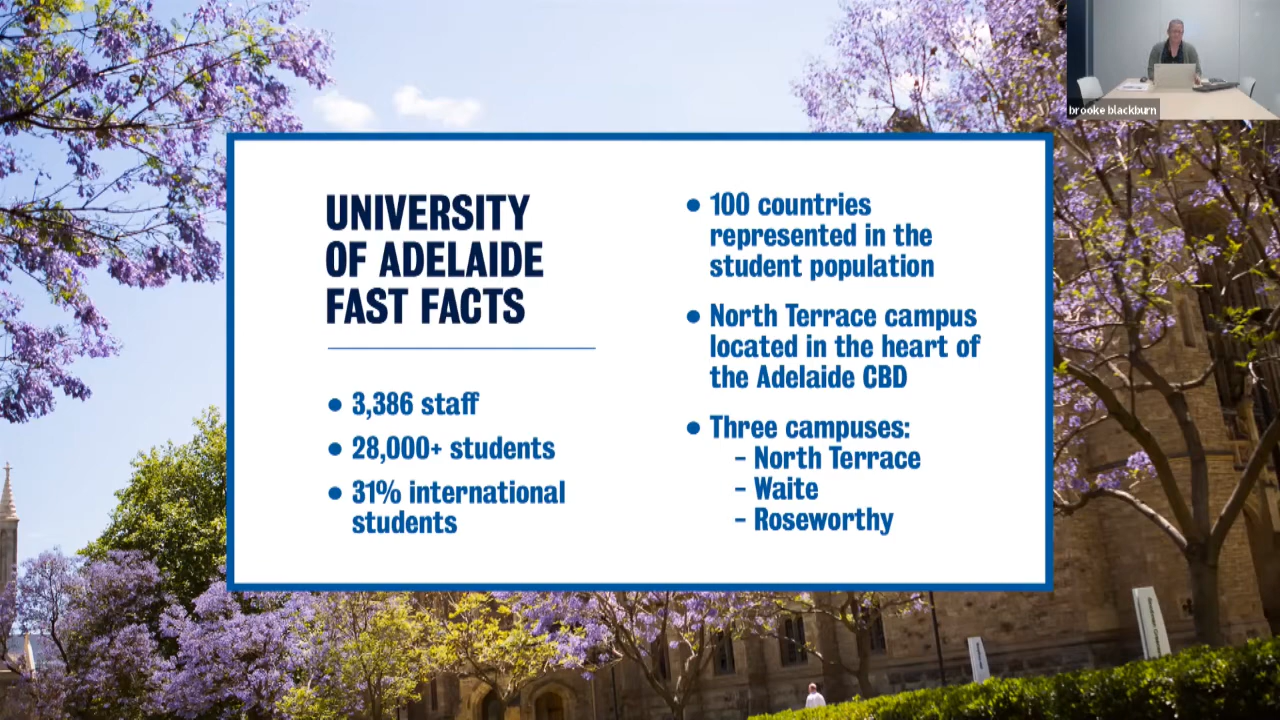 brooke blackburn
UNIVERSITY
OF ADELAIDE
FAST FACTS
• 3,386 staff
• 28,000+ students
• 31% international
students
• 100 countries
represented in the
student population
• North Terrace campus
located in the heart of
the Adelaide CBD
• Three campuses:
– North Terrace
– Waite
– Roseworthy